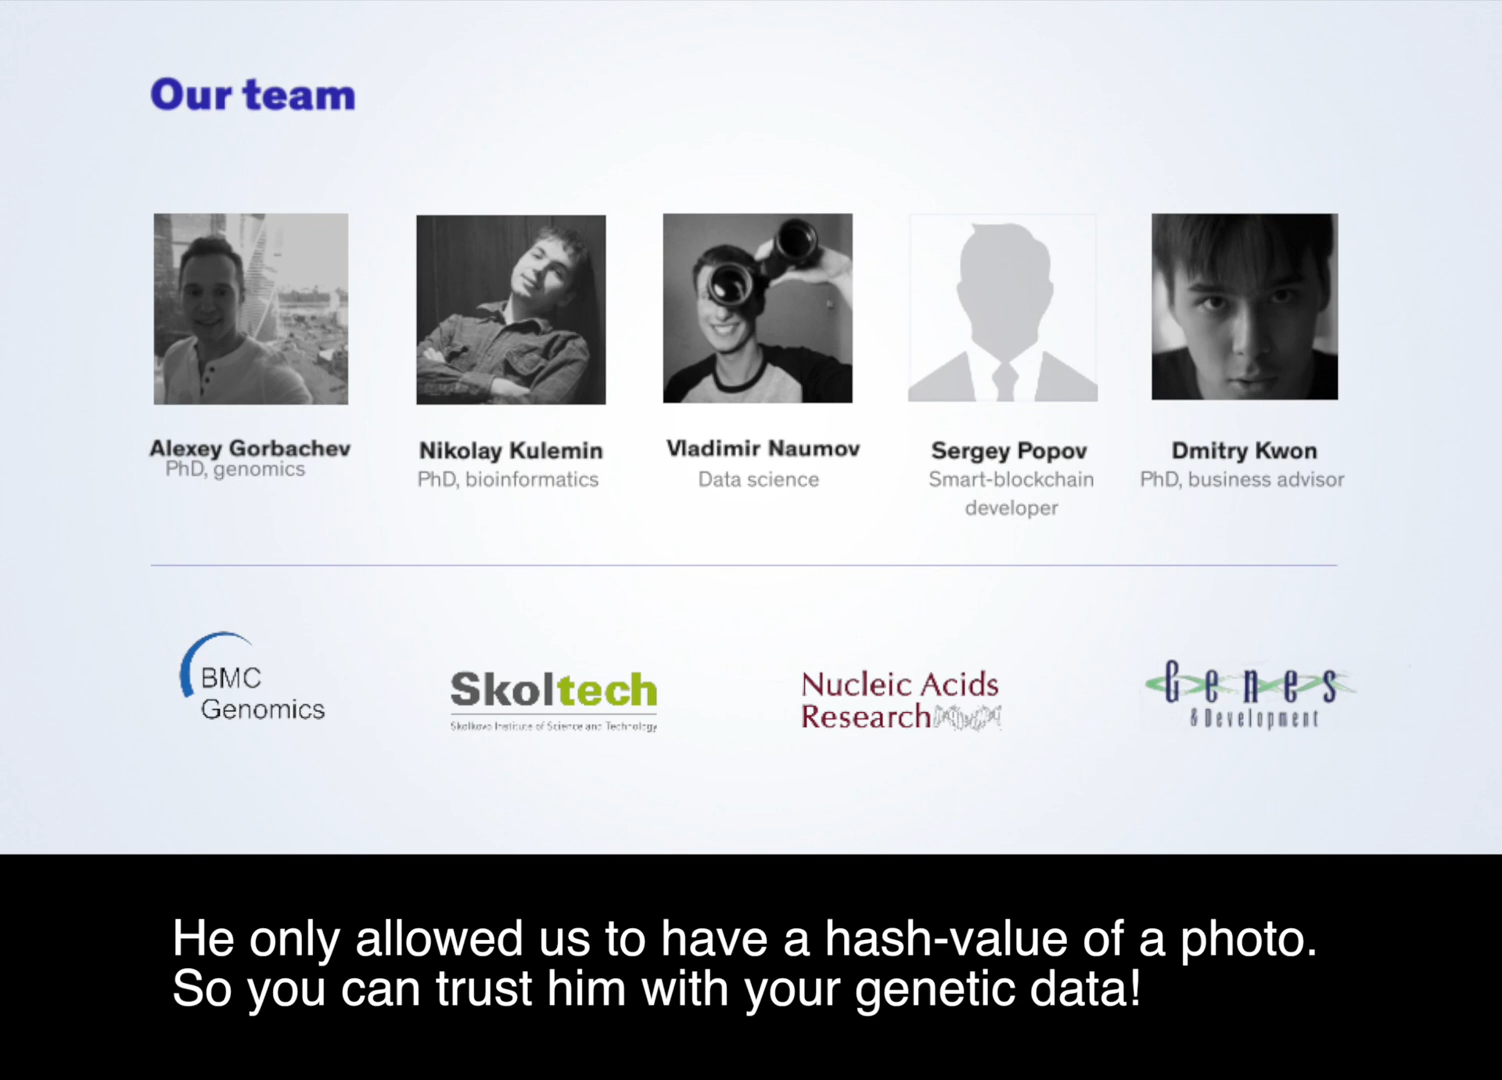 Our team
Alexey Gorbachev
PhD, genomics
Nikolay Kulemin
PhD, bioinformatics
Vladimir Naumov
Data science
Sergey Popov
Smart-blockchain
developer
Dmitry Kwon
PhD, business advisor
BMC
Genomics
Skoltech
Skolkovo Institute of Science and Technology
Nucleic Acids
Research
Genes
& Development
He only allowed us to have a hash-value of a photo.
So you can trust him with your genetic data!